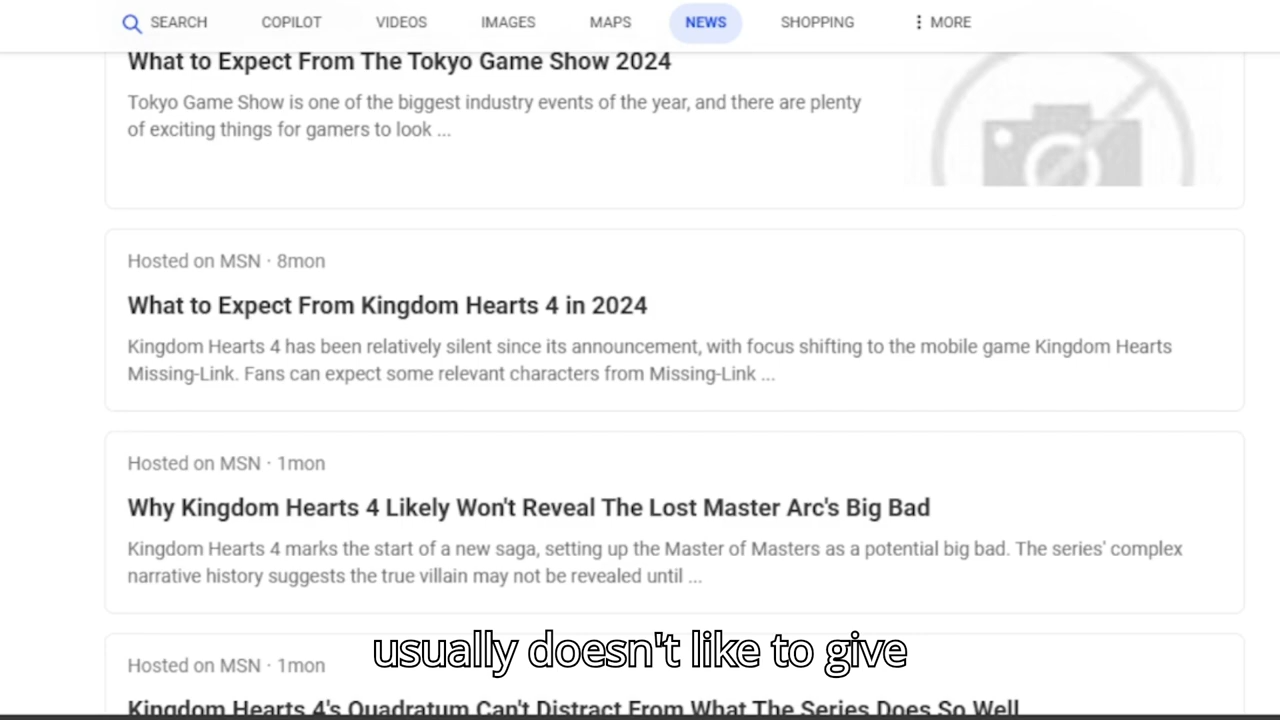 SEARCH COPILOT VIDEOS IMAGES MAPS NEWS SHOPPING MORE
What to Expect From The Tokyo Game Show 2024
Tokyo Game Show is one of the biggest industry events of the year, and there are plenty
of exciting things for gamers to look ...
Hosted on MSN · 8mon
What to Expect From Kingdom Hearts 4 in 2024
Kingdom Hearts 4 has been relatively silent since its announcement, with focus shifting to the mobile game Kingdom Hearts
Missing-Link. Fans can expect some relevant characters from Missing-Link ...
Hosted on MSN · 1mon
Why Kingdom Hearts 4 Likely Won't Reveal The Lost Master Arc's Big Bad
Kingdom Hearts 4 marks the start of a new saga, setting up the Master of Masters as a potential big bad. The series' complex
narrative history suggests the true villain may not be revealed until ...
usually doesn't like to give
Hosted on MSN · 1mon
Kingdom Hearts 4's Quadratum Can't Distract From What The Series Does So Well